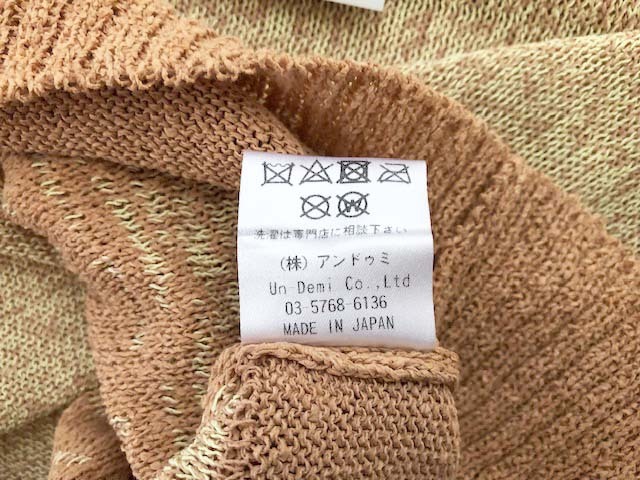 洗濯は専門店に相談下さい
(株) アンドゥミ
Un Demi Co.,Ltd
03-5768-6136
MADE IN JAPAN